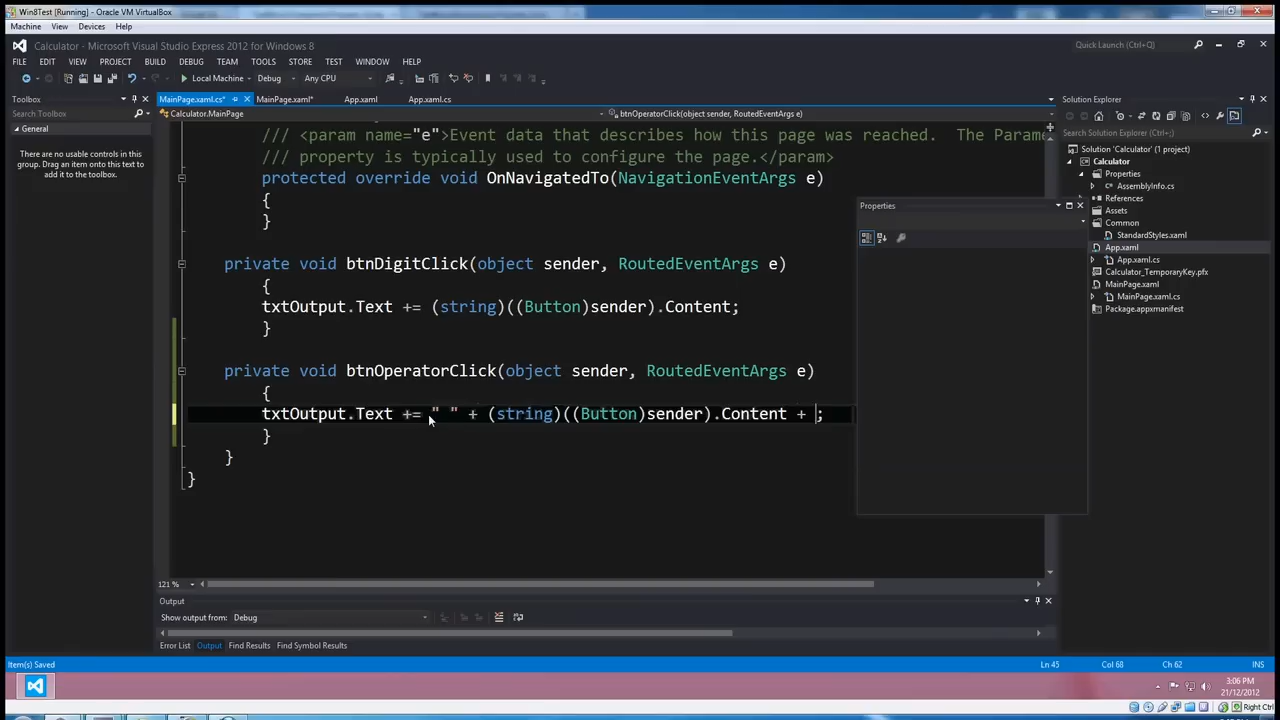 Win8Test [Running] - Oracle VM VirtualBox
Machine View Devices Help
Calculator - Microsoft Visual Studio Express 2012 for Windows 8
Quick Launch (Ctrl+Q)
FILE EDIT VIEW PROJECT BUILD DEBUG TEAM TOOLS STORE TEST WINDOW HELP
Local Machine Debug Any CPU
Toolbox
MainPage.xaml.cs* MainPage.xaml* App.xaml App.xaml.cs
Solution Explorer
Search Toolbox
Calculator.MainPage
btnOperatorClick(object sender, RoutedEventArgs e)
General
There are no usable controls in this
group. Drag an item onto this text to
add it to the toolbox.
/// <param name="e">Event data that describes how this page was reached.  The Parame
/// property is typically used to configure the page.</param>
protected override void OnNavigatedTo(NavigationEventArgs e)
{
}
private void btnDigitClick(object sender, RoutedEventArgs e)
{
txtOutput.Text += (string)((Button)sender).Content;
}
private void btnOperatorClick(object sender, RoutedEventArgs e)
{
txtOutput.Text += " " + (string)((Button)sender).Content + ;
}
}
}
Properties
Search Solution Explorer (Ctrl+;)
Solution 'Calculator' (1 project)
Calculator
Properties
AssemblyInfo.cs
References
Assets
Common
StandardStyles.xaml
App.xaml
App.xaml.cs
Calculator_TemporaryKey.pfx
MainPage.xaml
MainPage.xaml.cs
Package.appxmanifest
121 %
Output
Show output from: Debug
Error List Output Find Results Find Symbol Results
Item(s) Saved
Ln 45 Col 68 Ch 62 INS
3:06 PM
21/12/2012
Right Ctrl